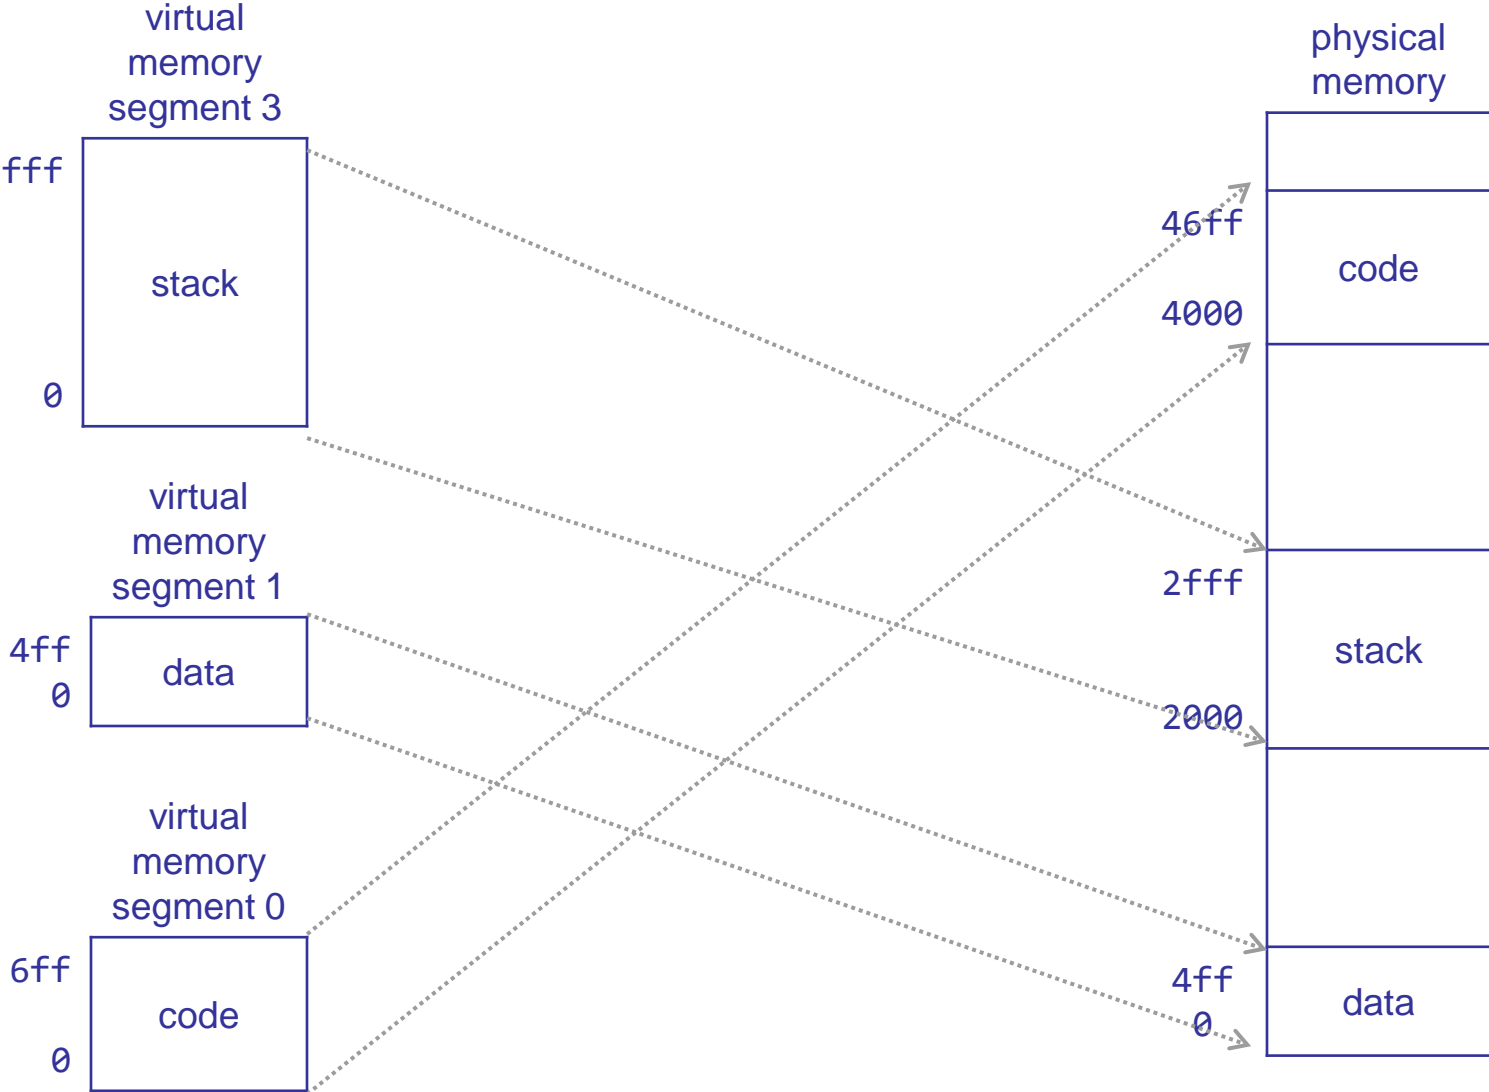 virtual
memory
segment 3
fff
stack
0
virtual
memory
segment 1
4ff
data
0
virtual
memory
segment 0
6ff
code
0
physical
memory
46ff
code
4000
2fff
stack
2000
4ff
data
0